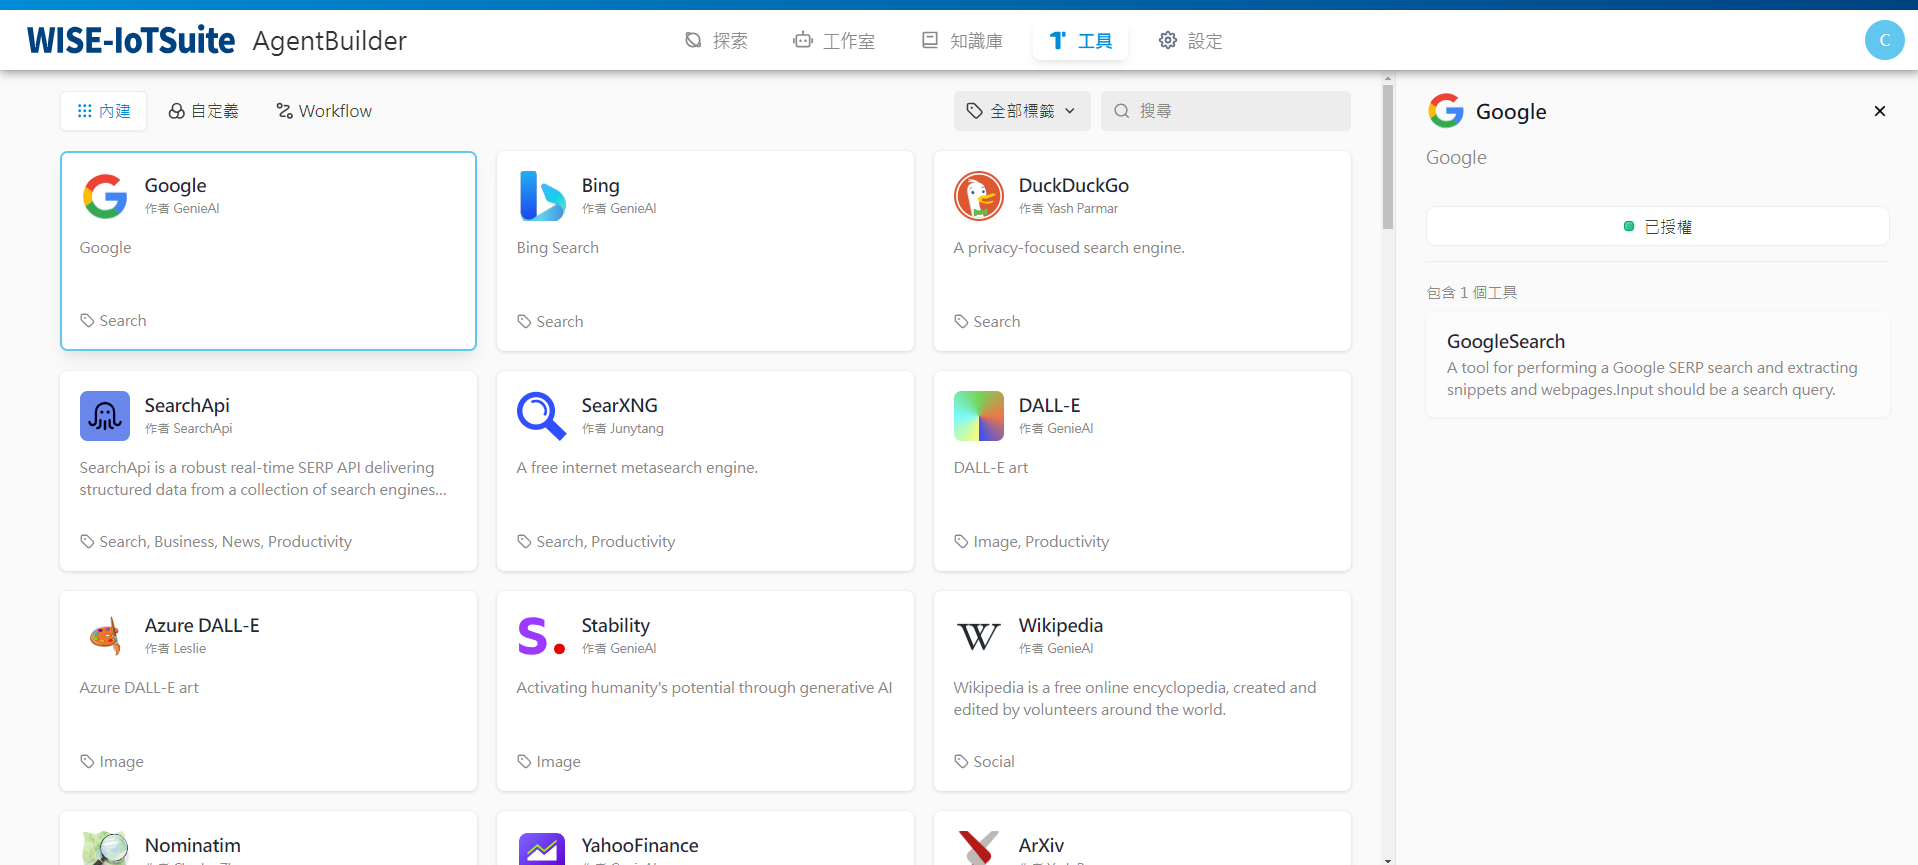 WISE-IoTSuite AgentBuilder
探索
工作室
知識庫
工具
設定
C
內建
自定義
Workflow
全部標籤
搜尋
Google
作者 GenieAI
Google
Search
Bing
作者 GenieAI
Bing Search
Search
DuckDuckGo
作者 Yash Parmar
A privacy-focused search engine.
Search
SearchApi
作者 SearchApi
SearchApi is a robust real-time SERP API delivering
structured data from a collection of search engines...
Search, Business, News, Productivity
SearXNG
作者 Junytang
A free internet metasearch engine.
Search, Productivity
DALL-E
作者 GenieAI
DALL-E art
Image, Productivity
Azure DALL-E
作者 Leslie
Azure DALL-E art
Image
S.
Stability
作者 GenieAI
Activating humanity's potential through generative AI
Image
W
Wikipedia
作者 GenieAI
Wikipedia is a free online encyclopedia, created and
edited by volunteers around the world.
Social
Nominatim
YahooFinance
ArXiv
Google
Google
已授權
包含 1 個工具
GoogleSearch
A tool for performing a Google SERP search and extracting
snippets and webpages.Input should be a search query.